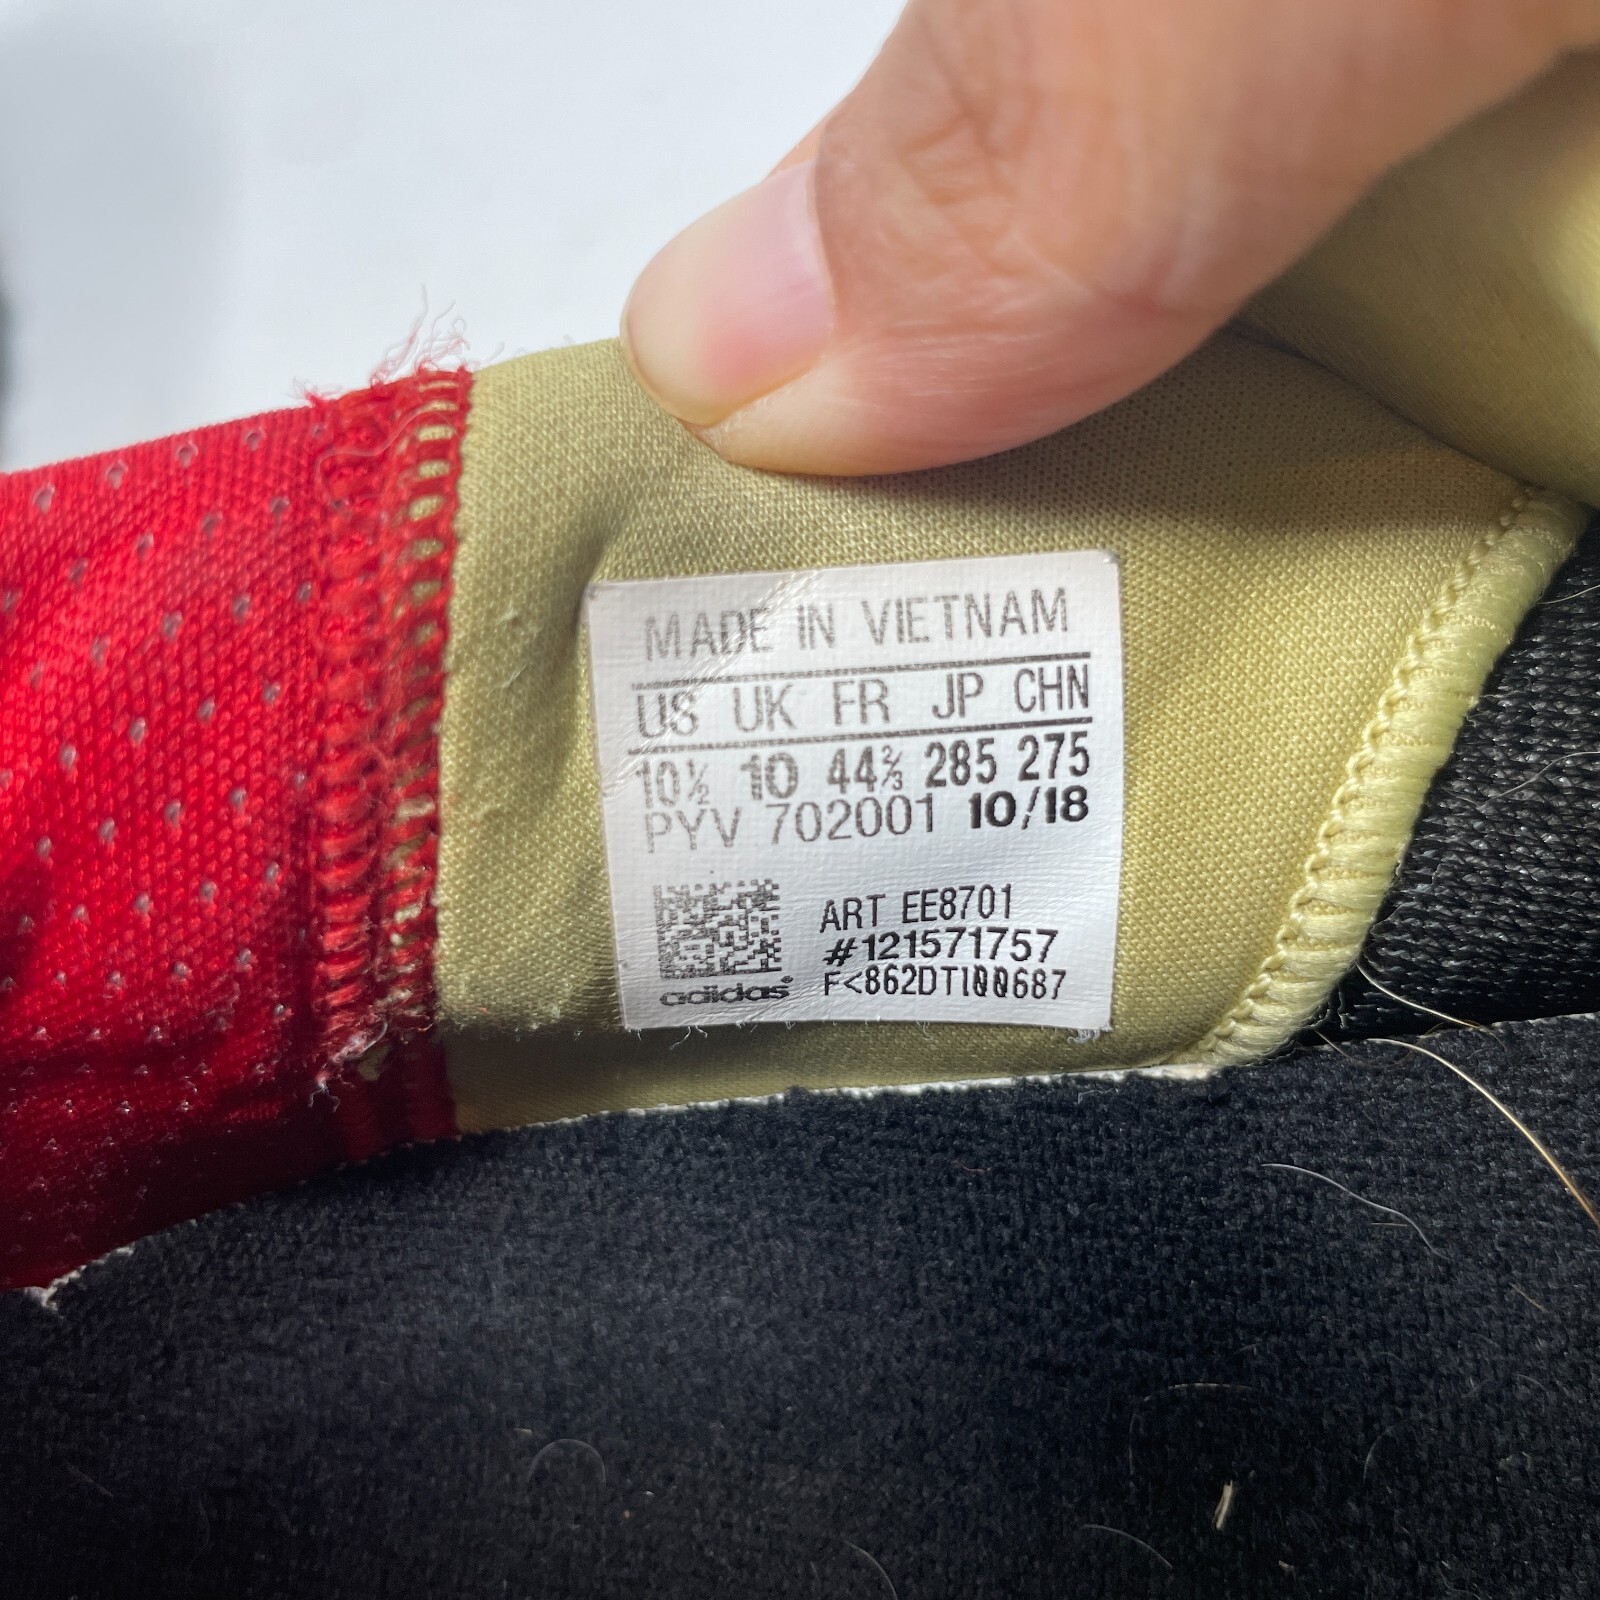 MADE IN VIETNAM
US UK FR JP CHN
10½ 10 44⅔ 285 275
PYV 702001 10/18
ART EE8701
#121571757
F<862DT100687
adidas®